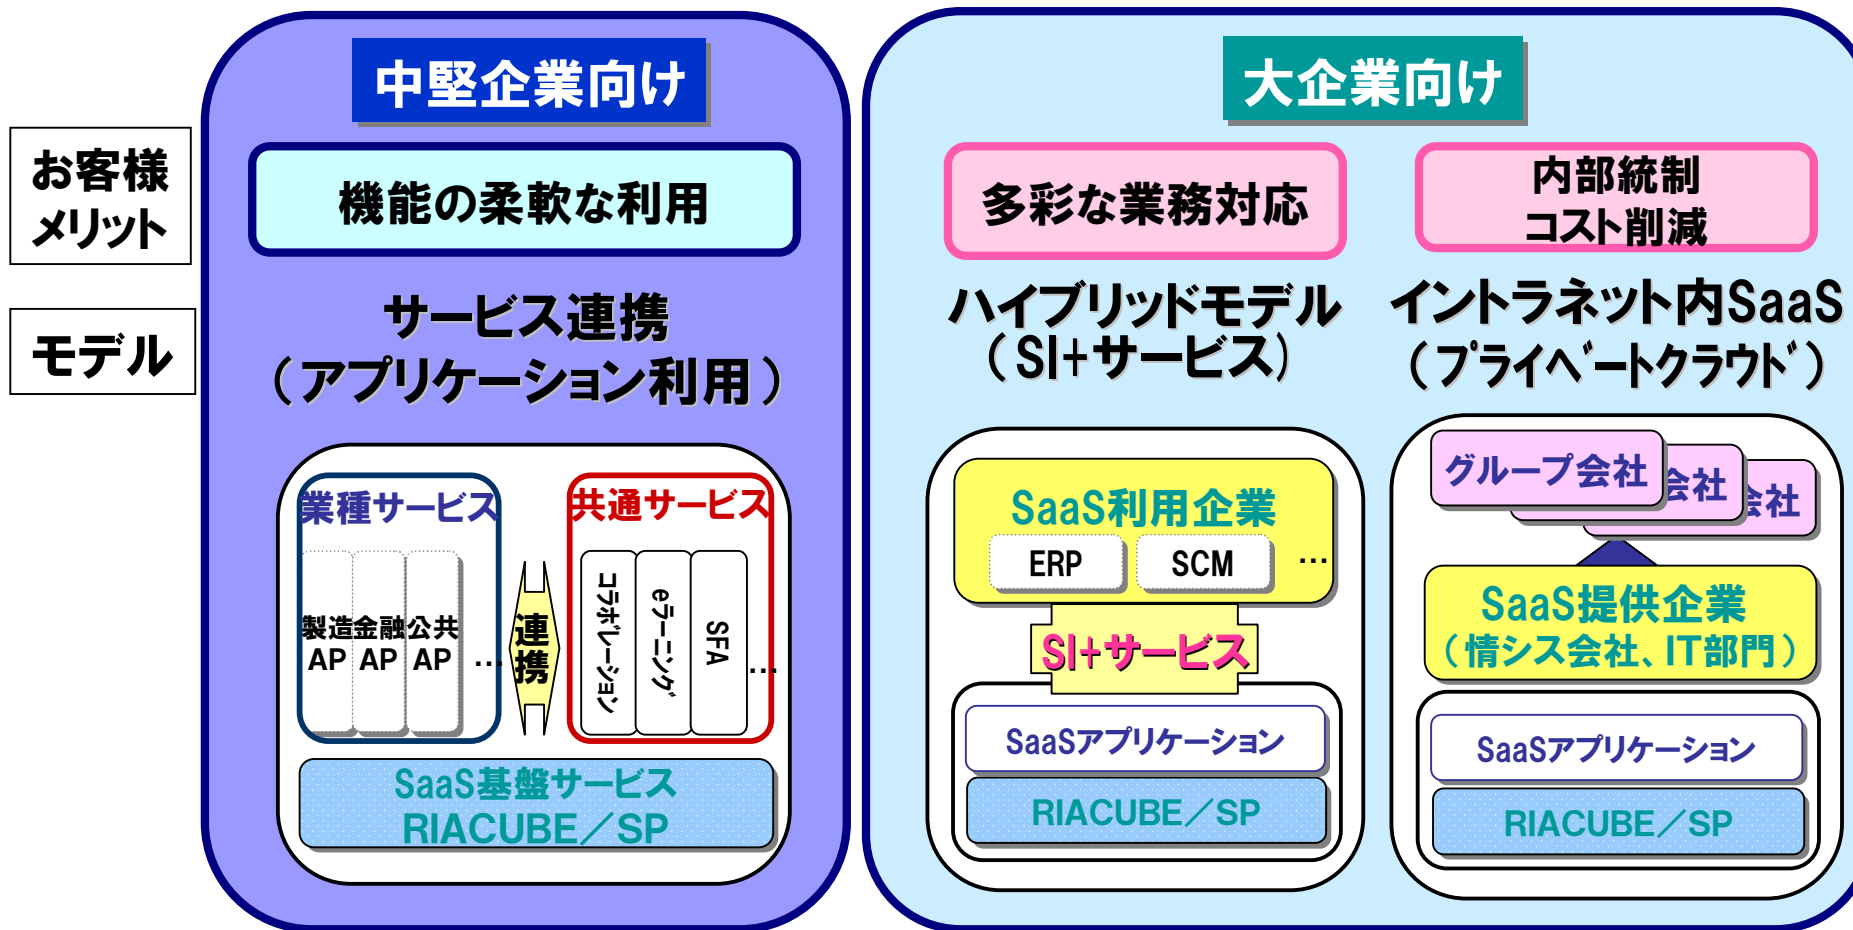 お客様
メリット
モデル
中堅企業向け
機能の柔軟な利用
サービス連携
（アプリケーション利用）
業種サービス
製造
AP
金融
AP
公共
AP
…
連
携
共通サービス
コラボレーション
eラーニング
SFA
…
SaaS基盤サービス
RIACUBE／SP
大企業向け
多彩な業務対応
ハイブリッドモデル
（SI+サービス）
SaaS利用企業
ERP
SCM
…
SI+サービス
SaaSアプリケーション
RIACUBE／SP
内部統制
コスト削減
イントラネット内SaaS
（プライベートクラウド）
グループ会社
会社
会社
SaaS提供企業
（情シス会社、IT部門）
SaaSアプリケーション
RIACUBE／SP